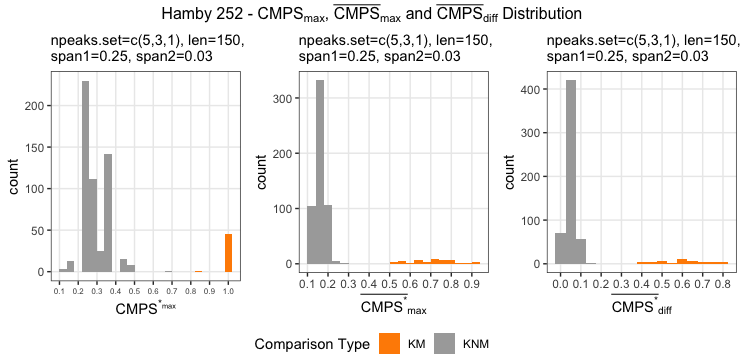 Hamby 252 - CMPSmax, CMPSmax and CMPSdiff Distribution
npeaks.set=c(5,3,1), len=150,
span1=0.25, span2=0.03
count
200
150
100
50
0
0.1 0.2 0.3 0.4 0.5 0.6 0.7 0.8 0.9 1.0
CMPS*max
npeaks.set=c(5,3,1), len=150,
span1=0.25, span2=0.03
count
300
200
100
0
0.1 0.2 0.3 0.4 0.5 0.6 0.7 0.8 0.9
CMPS*max
npeaks.set=c(5,3,1), len=150,
span1=0.25, span2=0.03
count
400
300
200
100
0
0.0 0.1 0.2 0.3 0.4 0.5 0.6 0.7 0.8
CMPS*diff
Comparison Type KM KNM